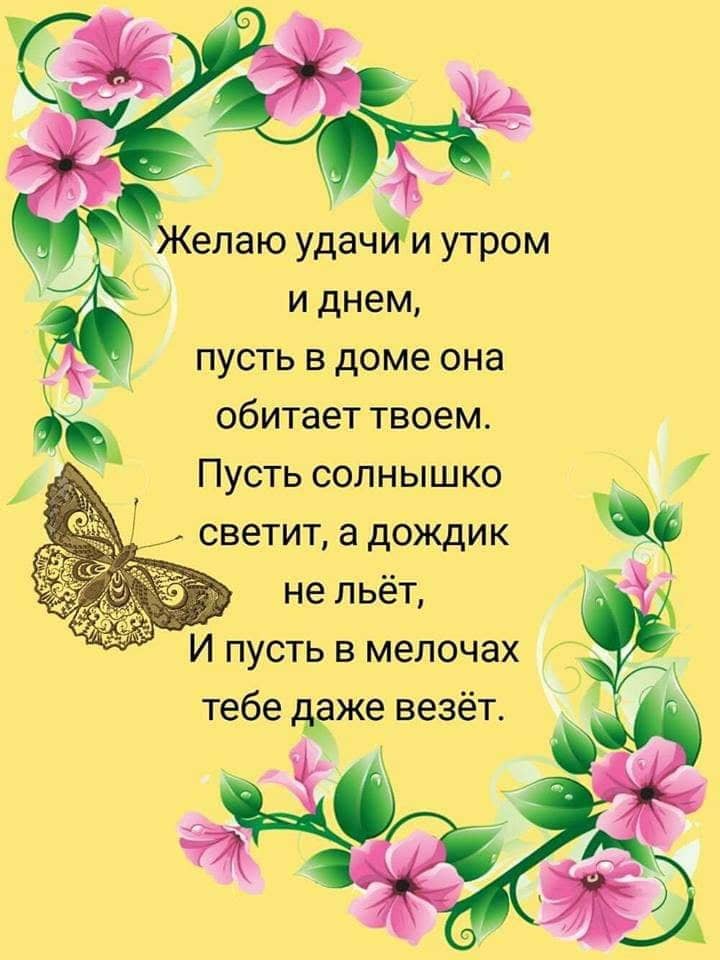 Желаю удачи и утром
и днем,
пусть в доме она
обитает твоем.
Пусть солнышко
светит, а дождик
не льёт,
И пусть в мелочах
тебе даже везёт.